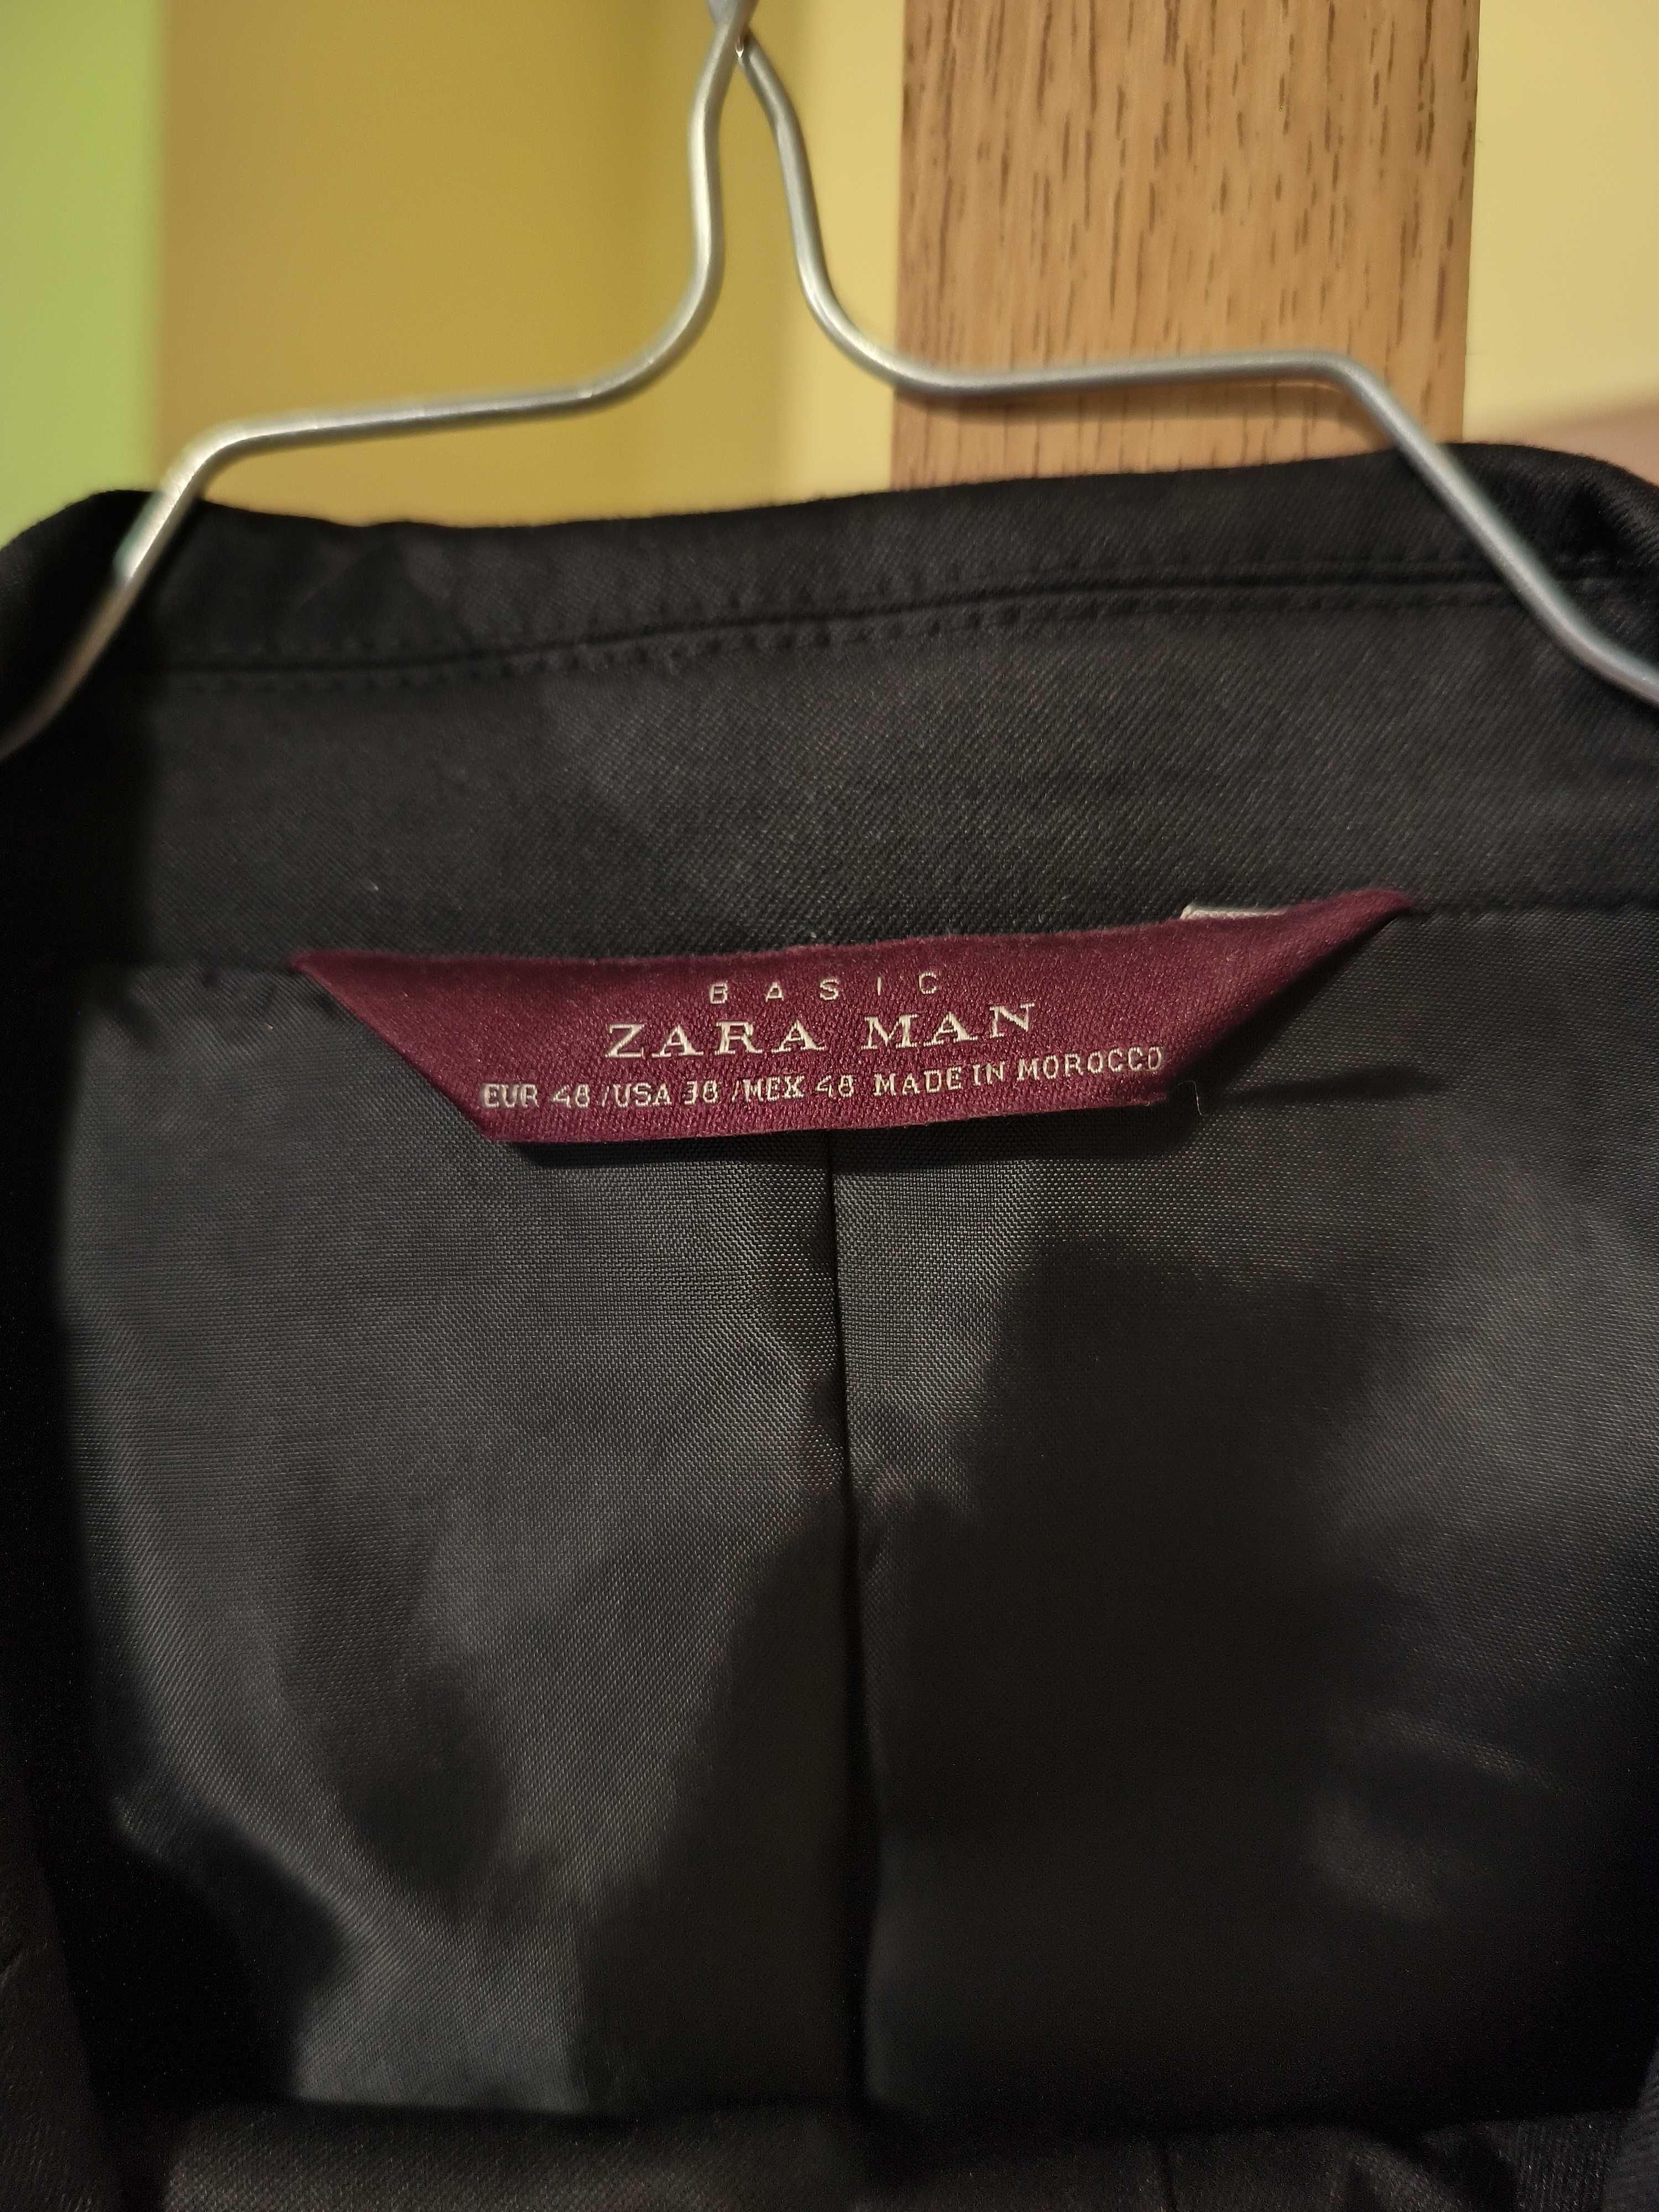 BASIC
ZARA MAN
EUR 48 /USA 38 /MEX 48 MADE IN MOROCCO